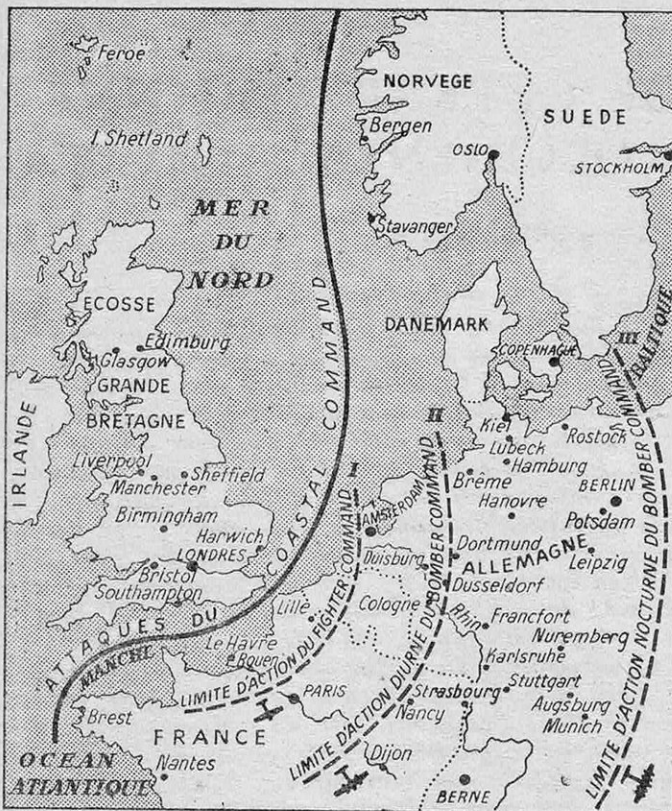 Feroë
I. Shetland
NORVEGE
SUEDE
Bergen
OSLO
STOCKHOLM
MER
DU
NORD
Stavanger
ECOSSE
DANEMARK
III
BALTIQUE
Edimburg
Glasgow
COPENHAGUE
GRANDE
BRETAGNE
IRLANDE
II
Kiel
Rostock
Lübeck
Hamburg
Liverpool
Sheffield
Manchester
I
Brême
BERLIN
Hanovre
Birmingham
AMSTERDAM
Potsdam
Harwich
LONDRES
Dortmund
ALLEMAGNE
Leipzig
Bristol
Duisburg
Southampton
Dusseldorf
Lille
Cologne
Rhin
Francfort
Nuremberg
ATTAQUES DU COASTAL COMMAND
MANCHE
Le Havre
Rouen
Karlsruhe
LIMITE D'ACTION DU FIGHTER COMMAND
LIMITE D'ACTION DIURNE DU BOMBER COMMAND
LIMITE D'ACTION NOCTURNE DU BOMBER COMMAND
PARIS
Strasbourg
Stuttgart
Nancy
Augsburg
Munich
Brest
FRANCE
Dijon
OCEAN
ATLANTIQUE
Nantes
BERNE